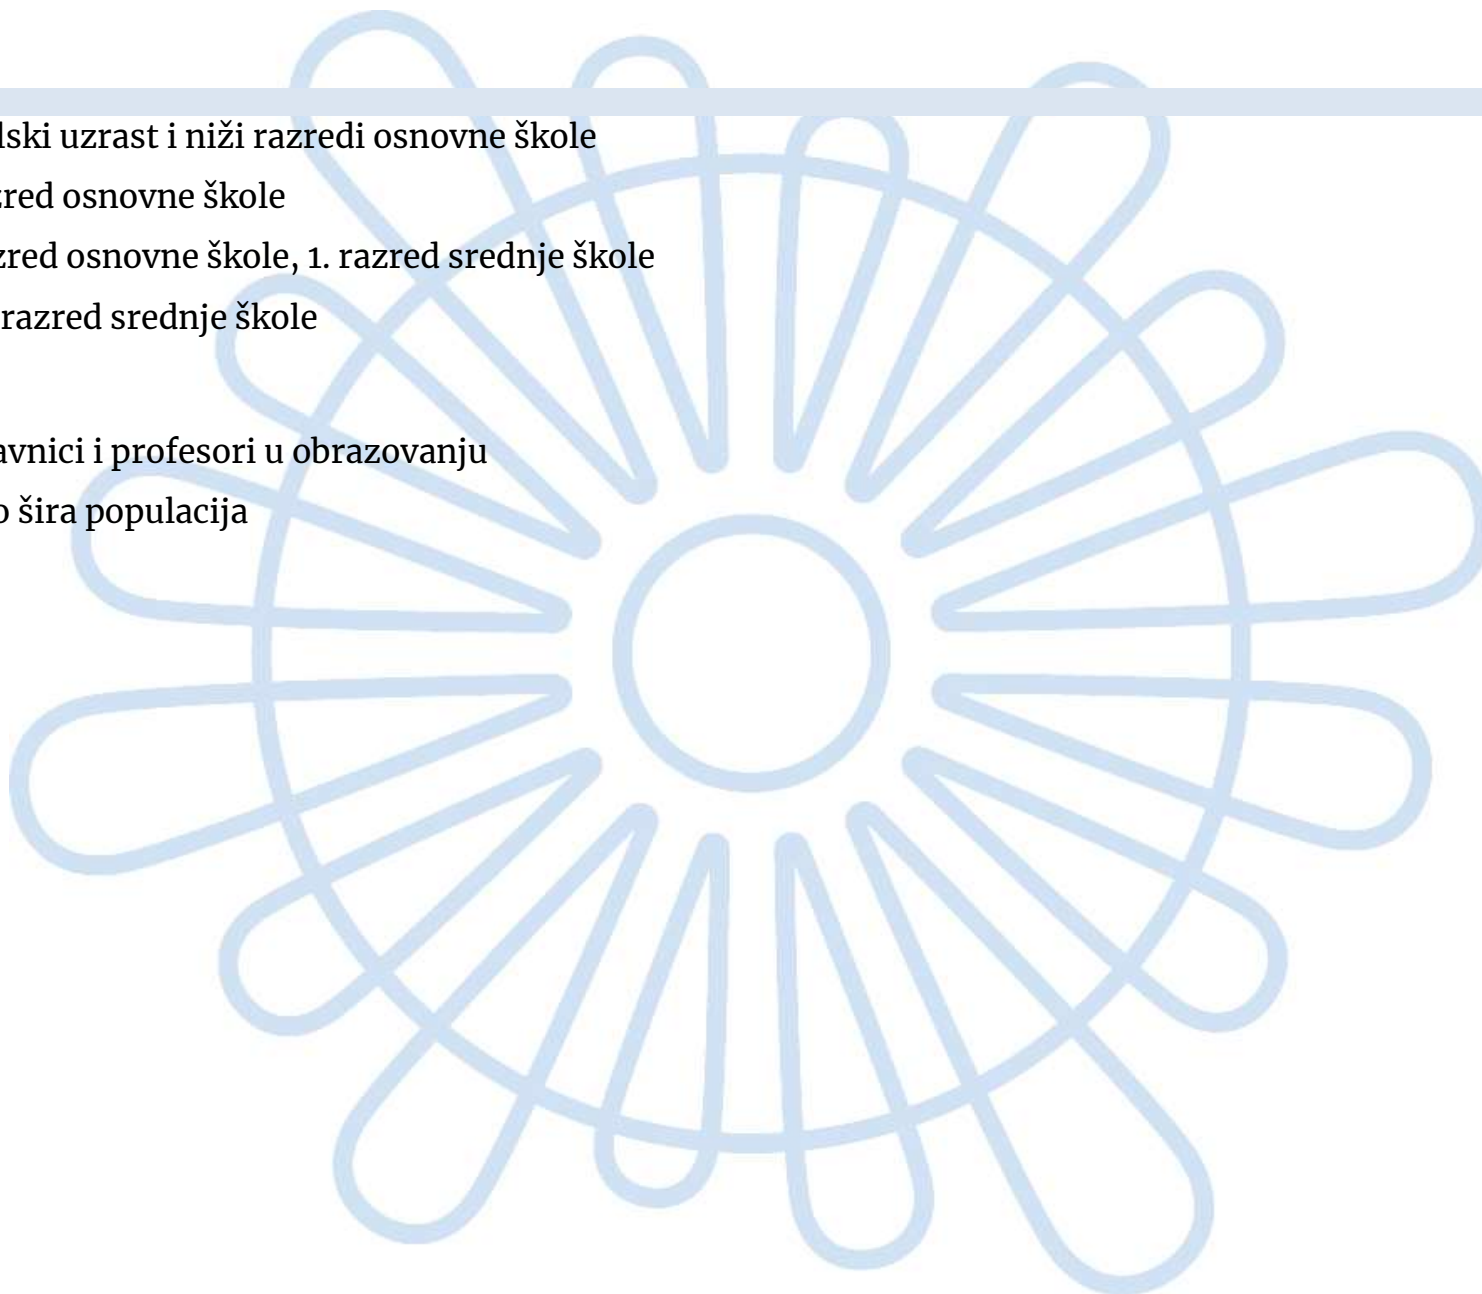 lski uzrast i niži razredi osnovne škole
zred osnovne škole
zred osnovne škole, 1. razred srednje škole
razred srednje škole
avnici i profesori u obrazovanju
o šira populacija